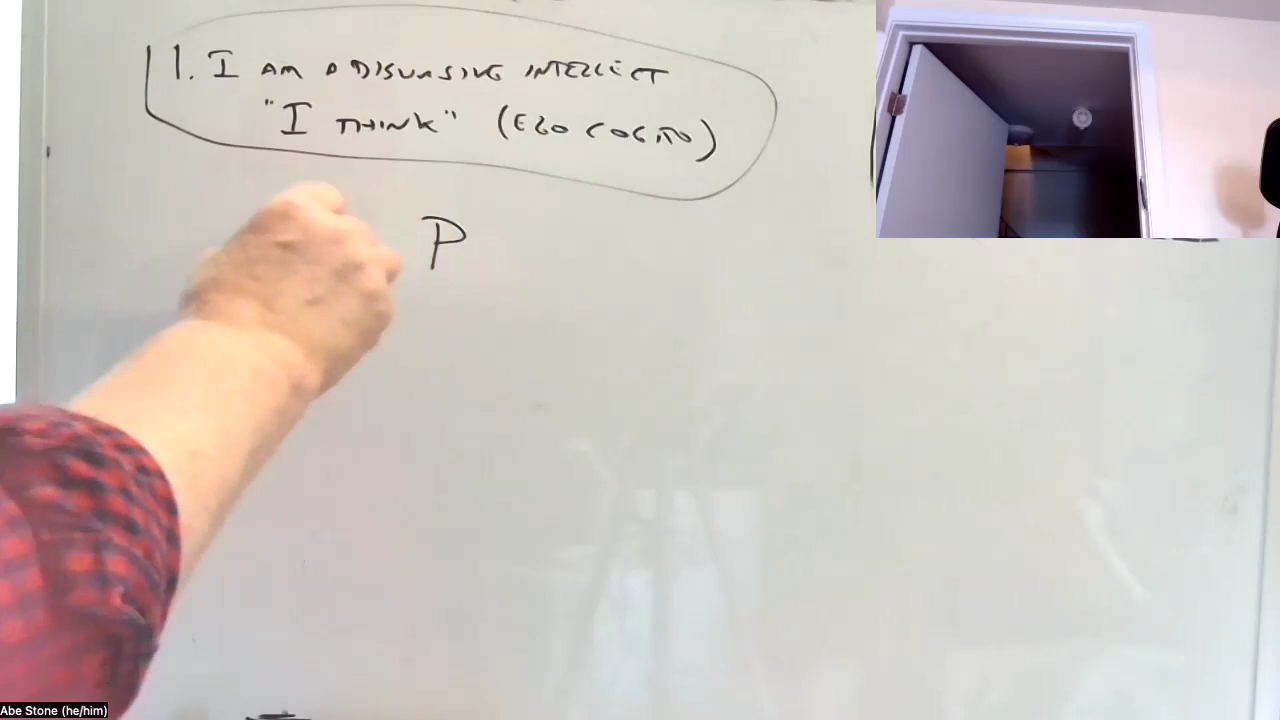 1. I AM A DISURSIVE INTELLECT
"I THINK" (EGO COGITO)
P
Abe Stone (he/him)